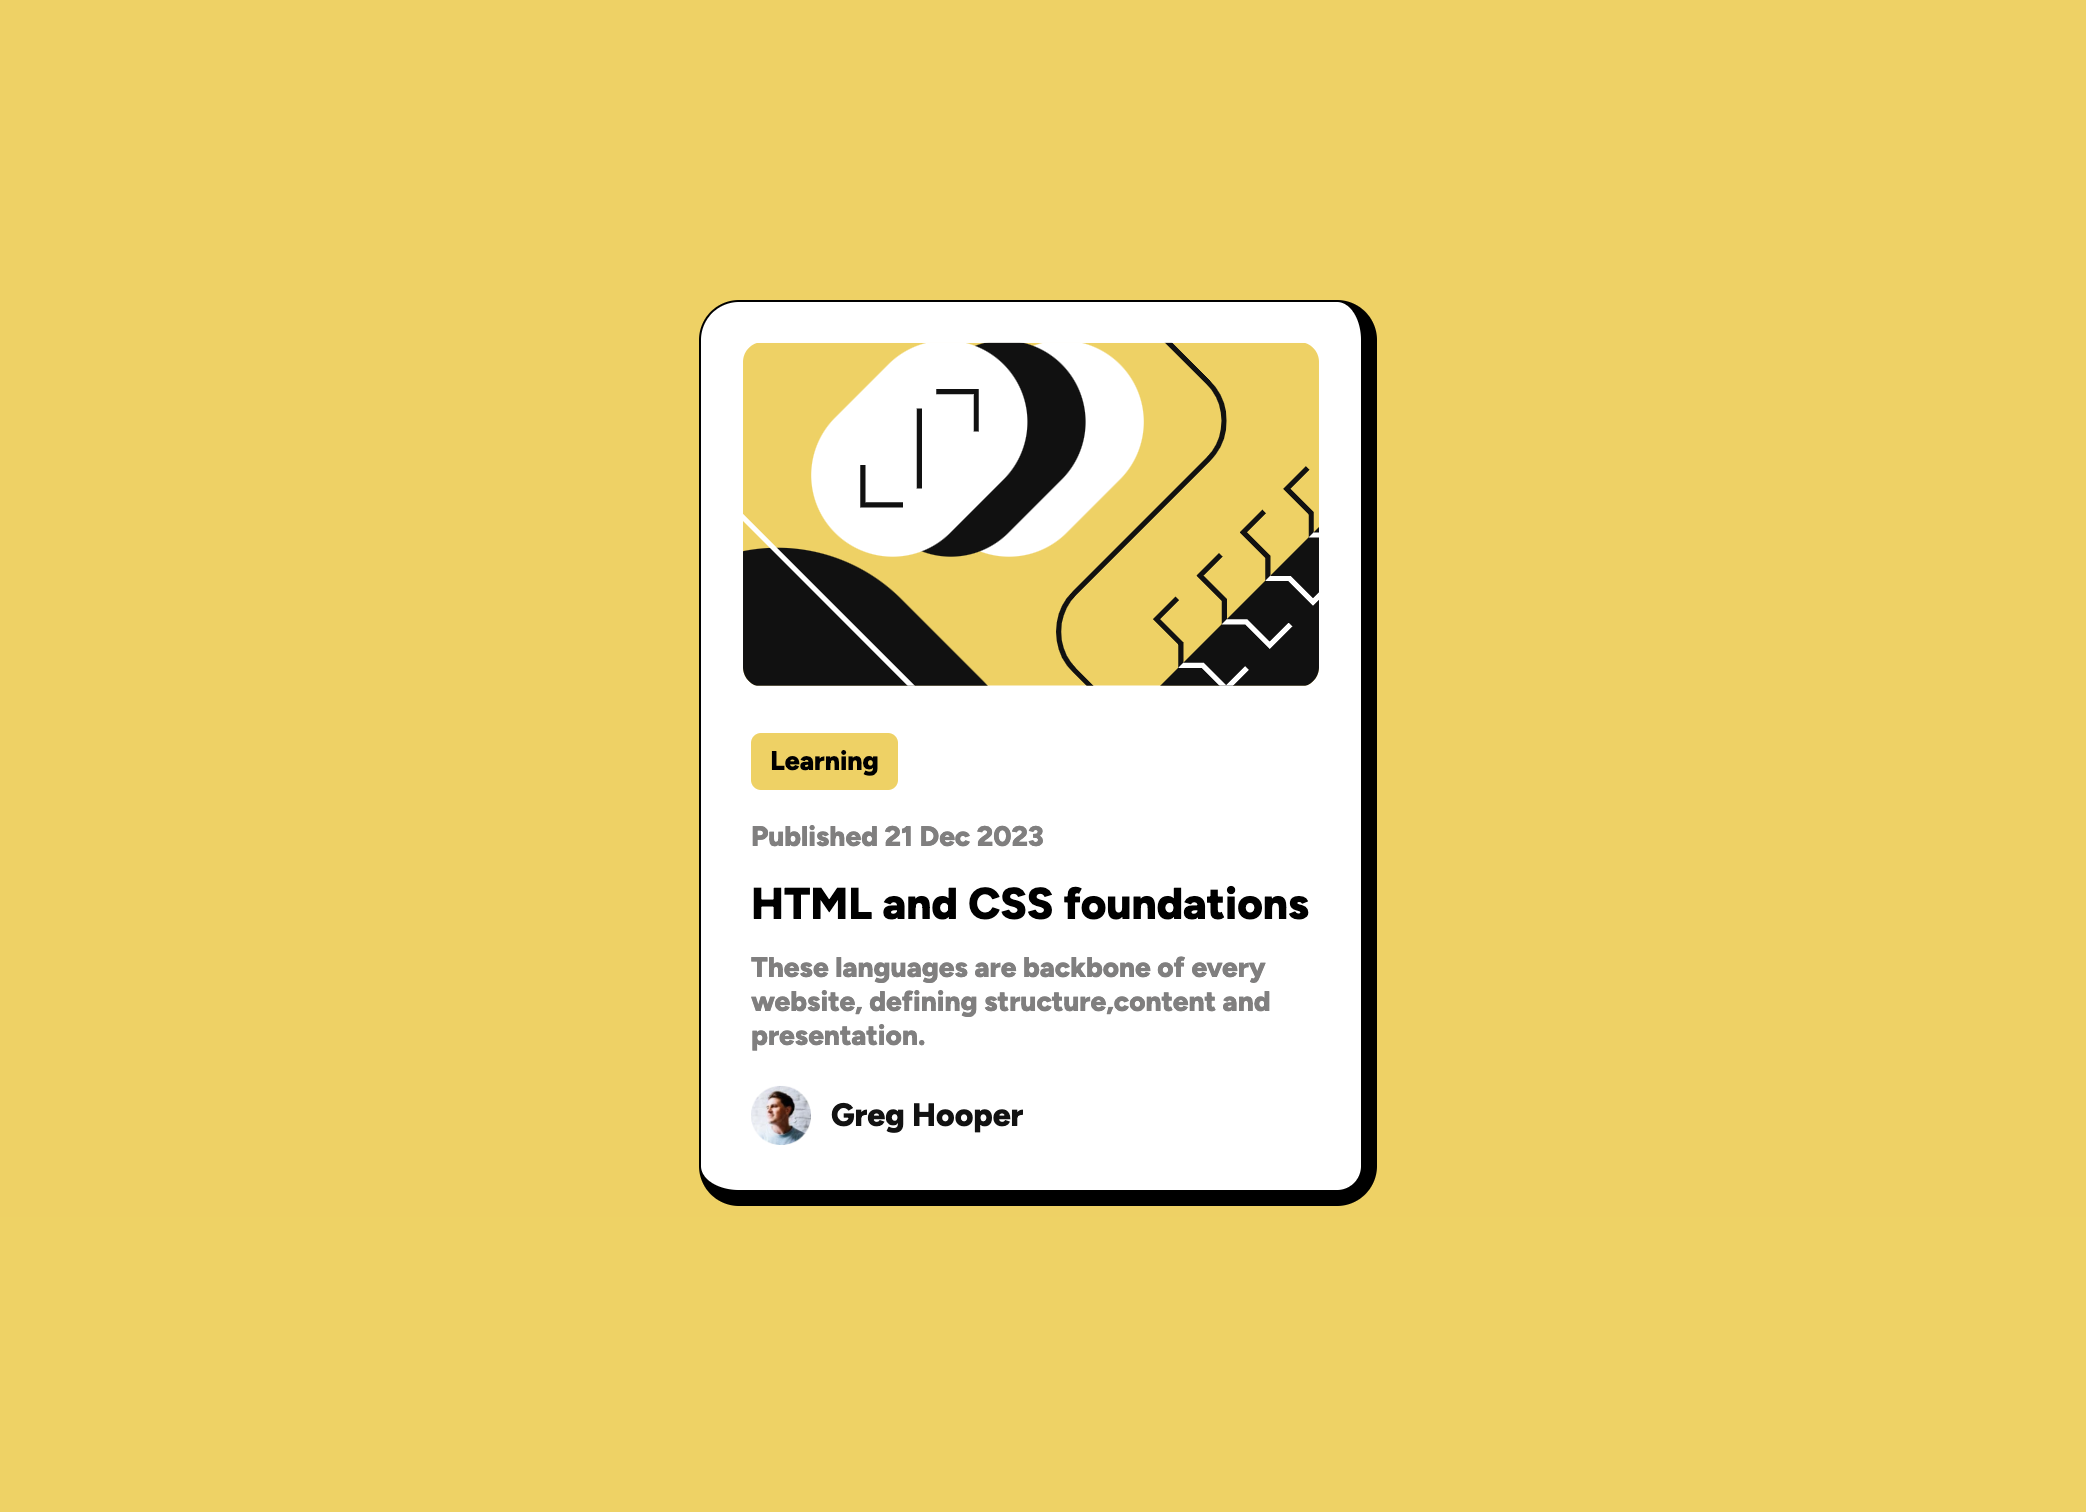 Learning
Published 21 Dec 2023
HTML and CSS foundations
These languages are backbone of every
website, defining structure,content and
presentation.
Greg Hooper